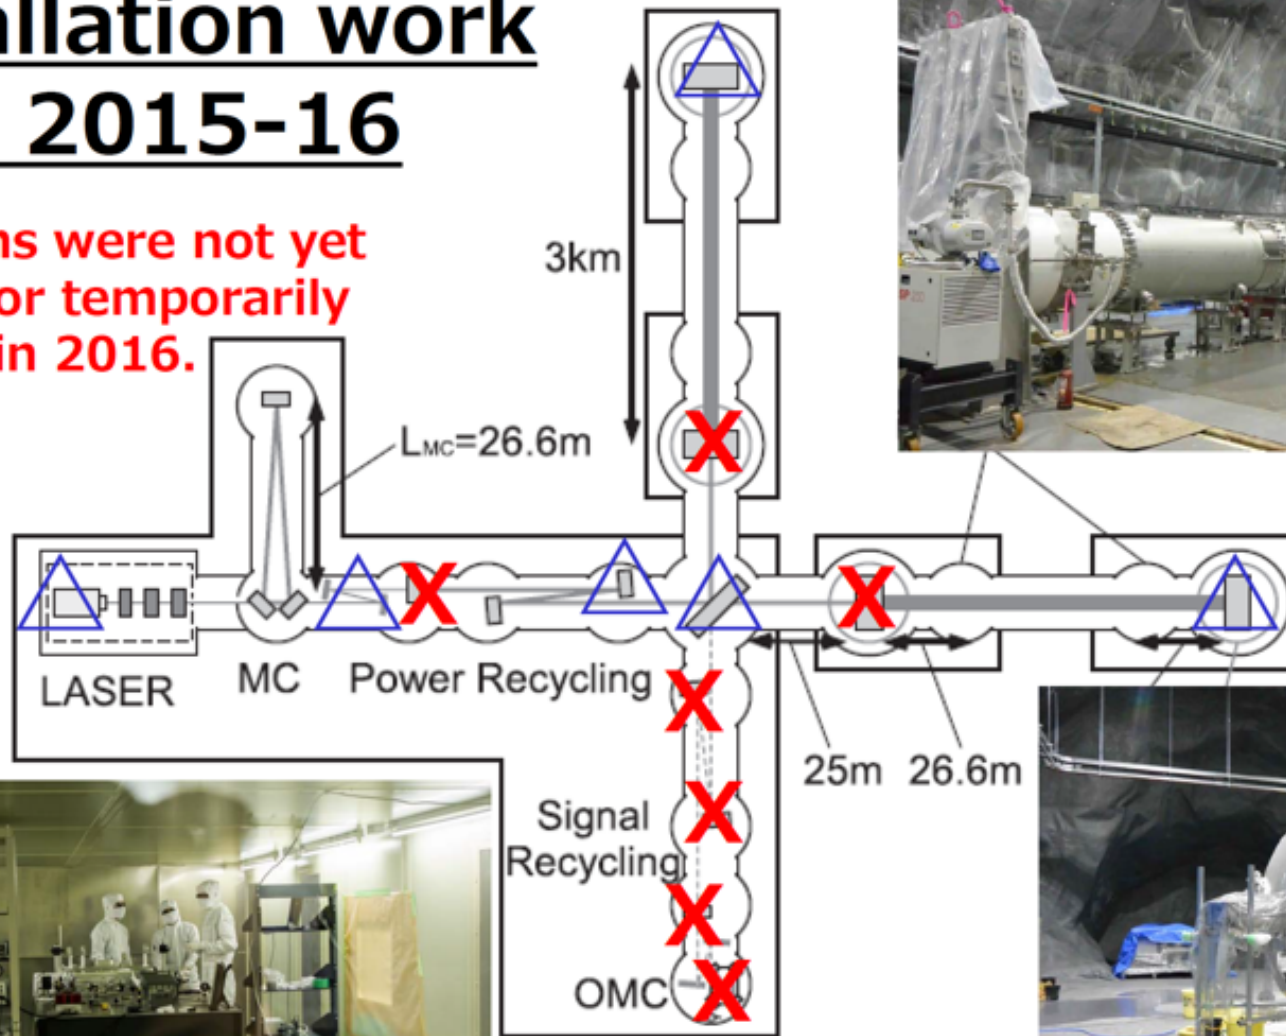 allation work
2015-16
ns were not yet
or temporarily
in 2016.
3km
LMC=26.6m
LASER
MC
Power Recycling
25m
26.6m
Signal
Recycling
OMC